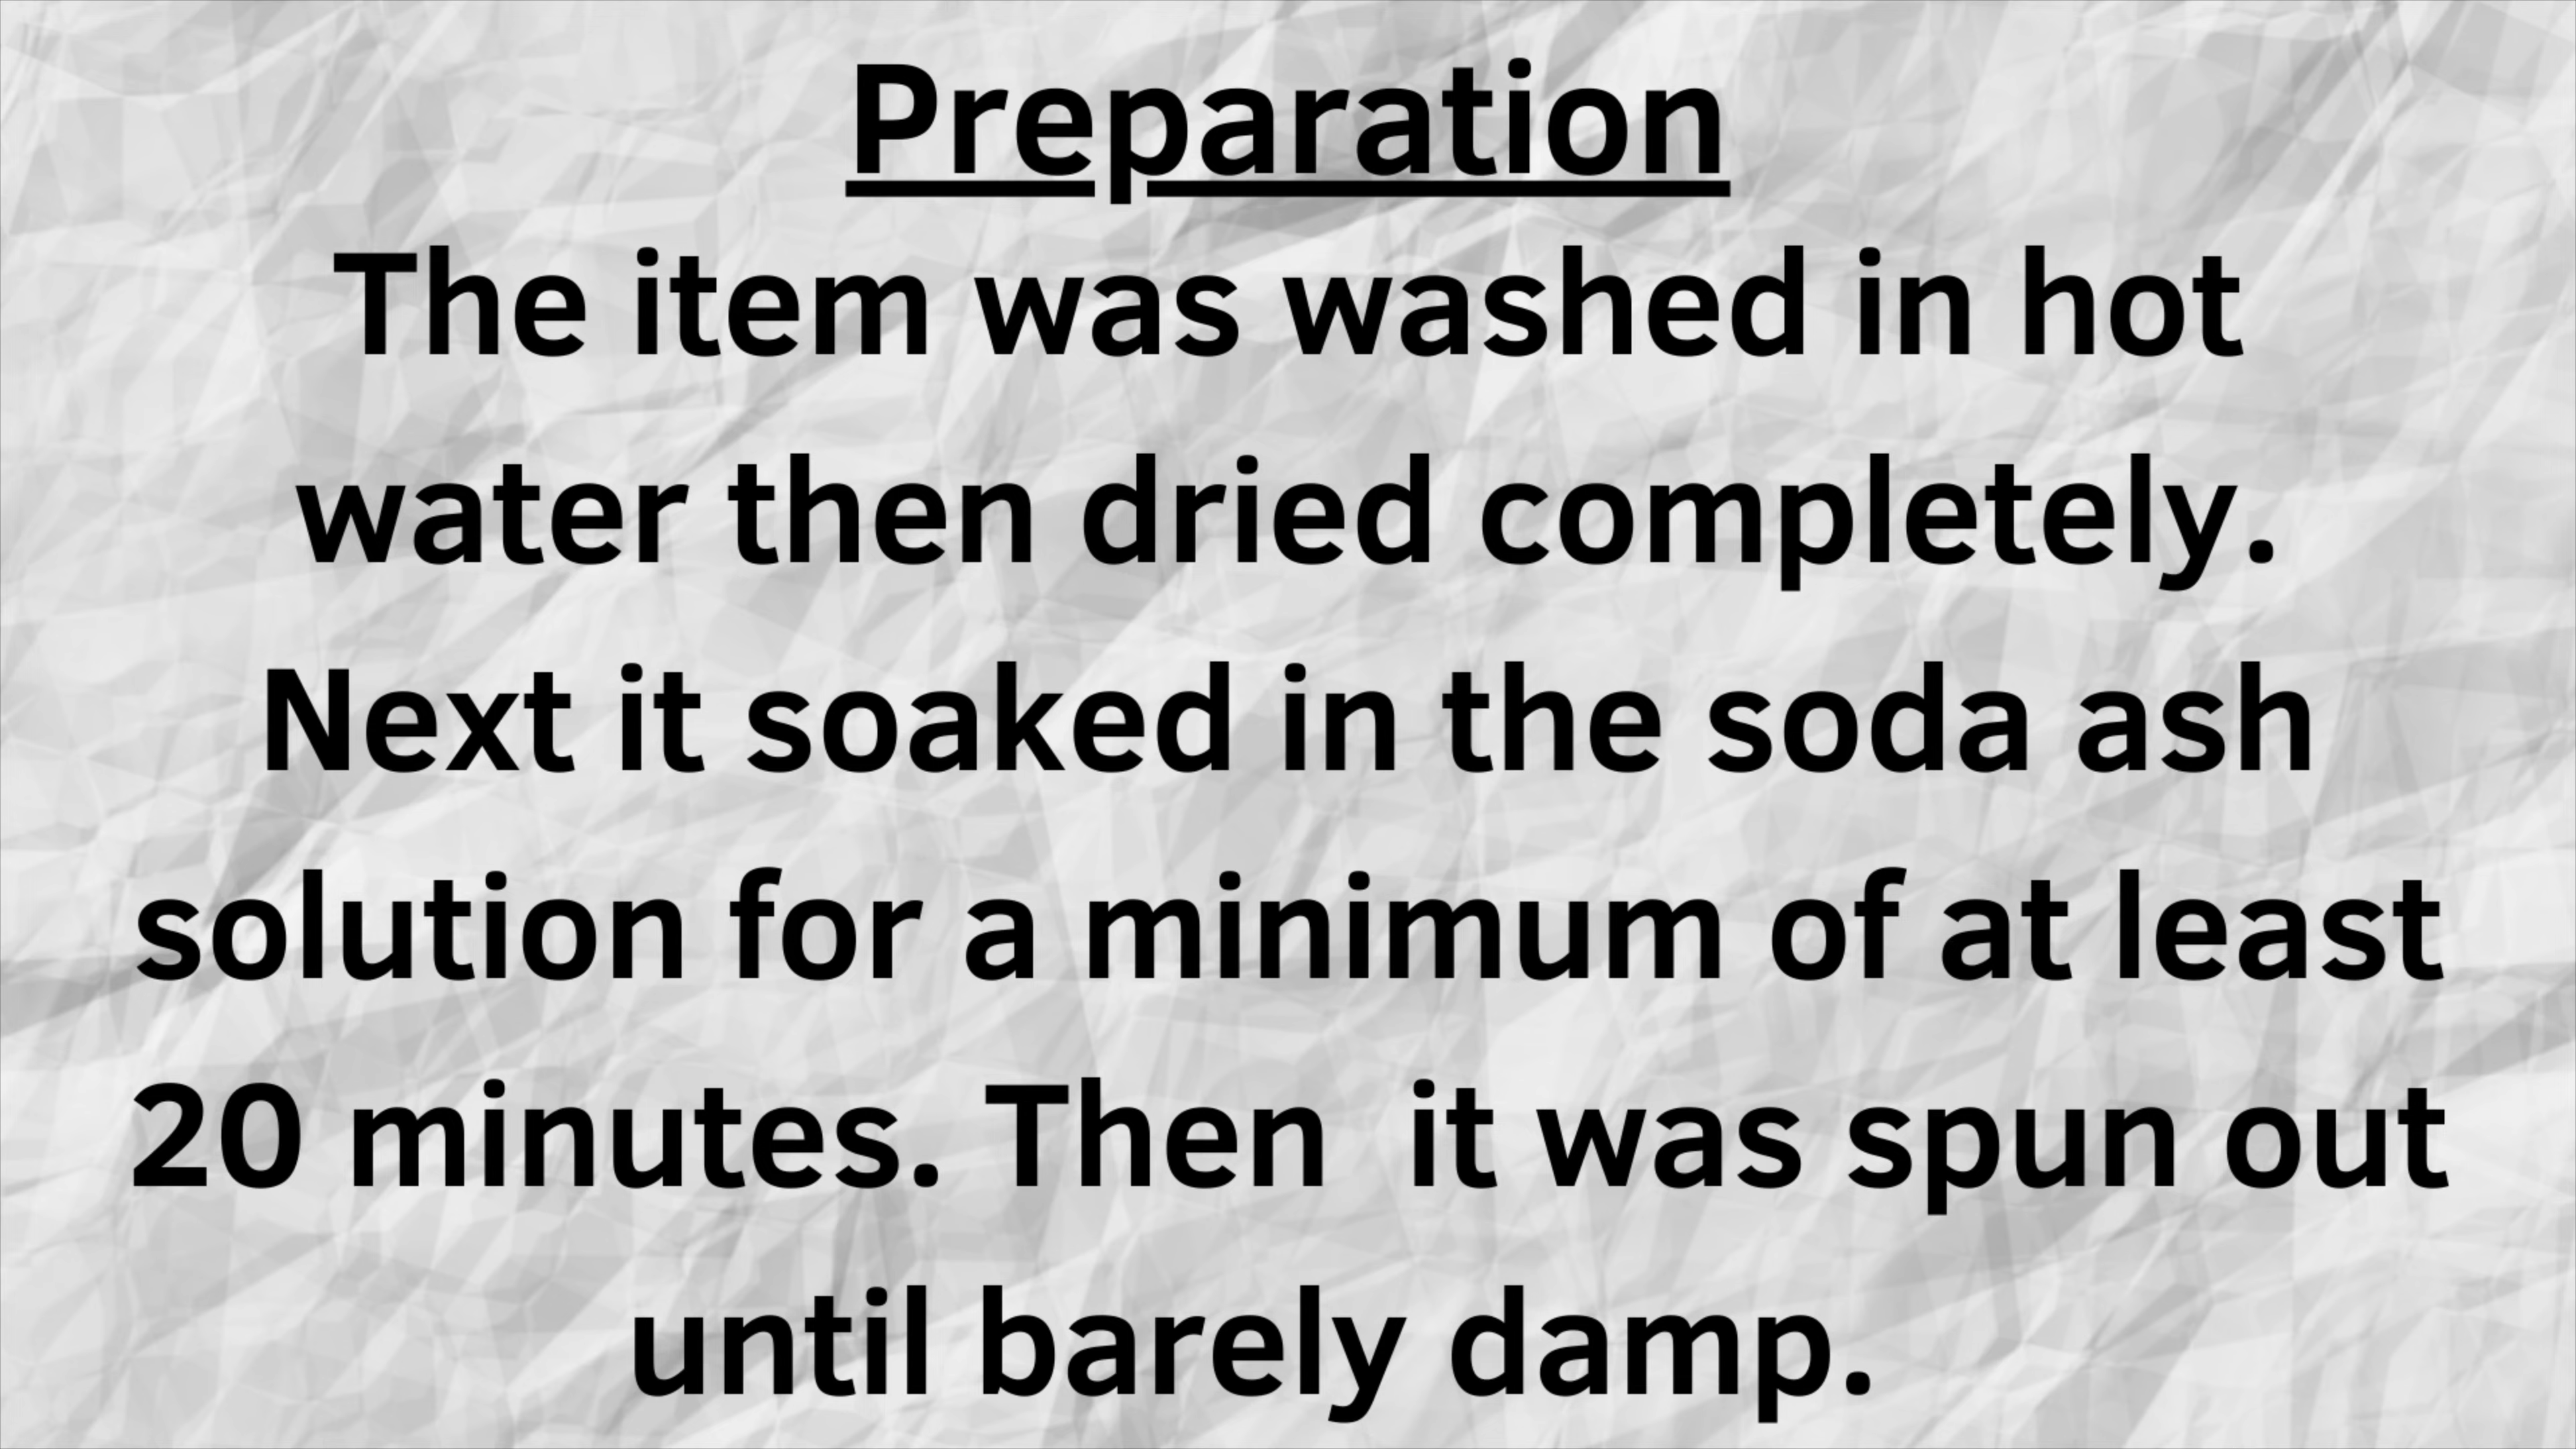 Preparation
The item was washed in hot
water then dried completely.
Next it soaked in the soda ash
solution for a minimum of at least
20 minutes. Then  it was spun out
until barely damp.